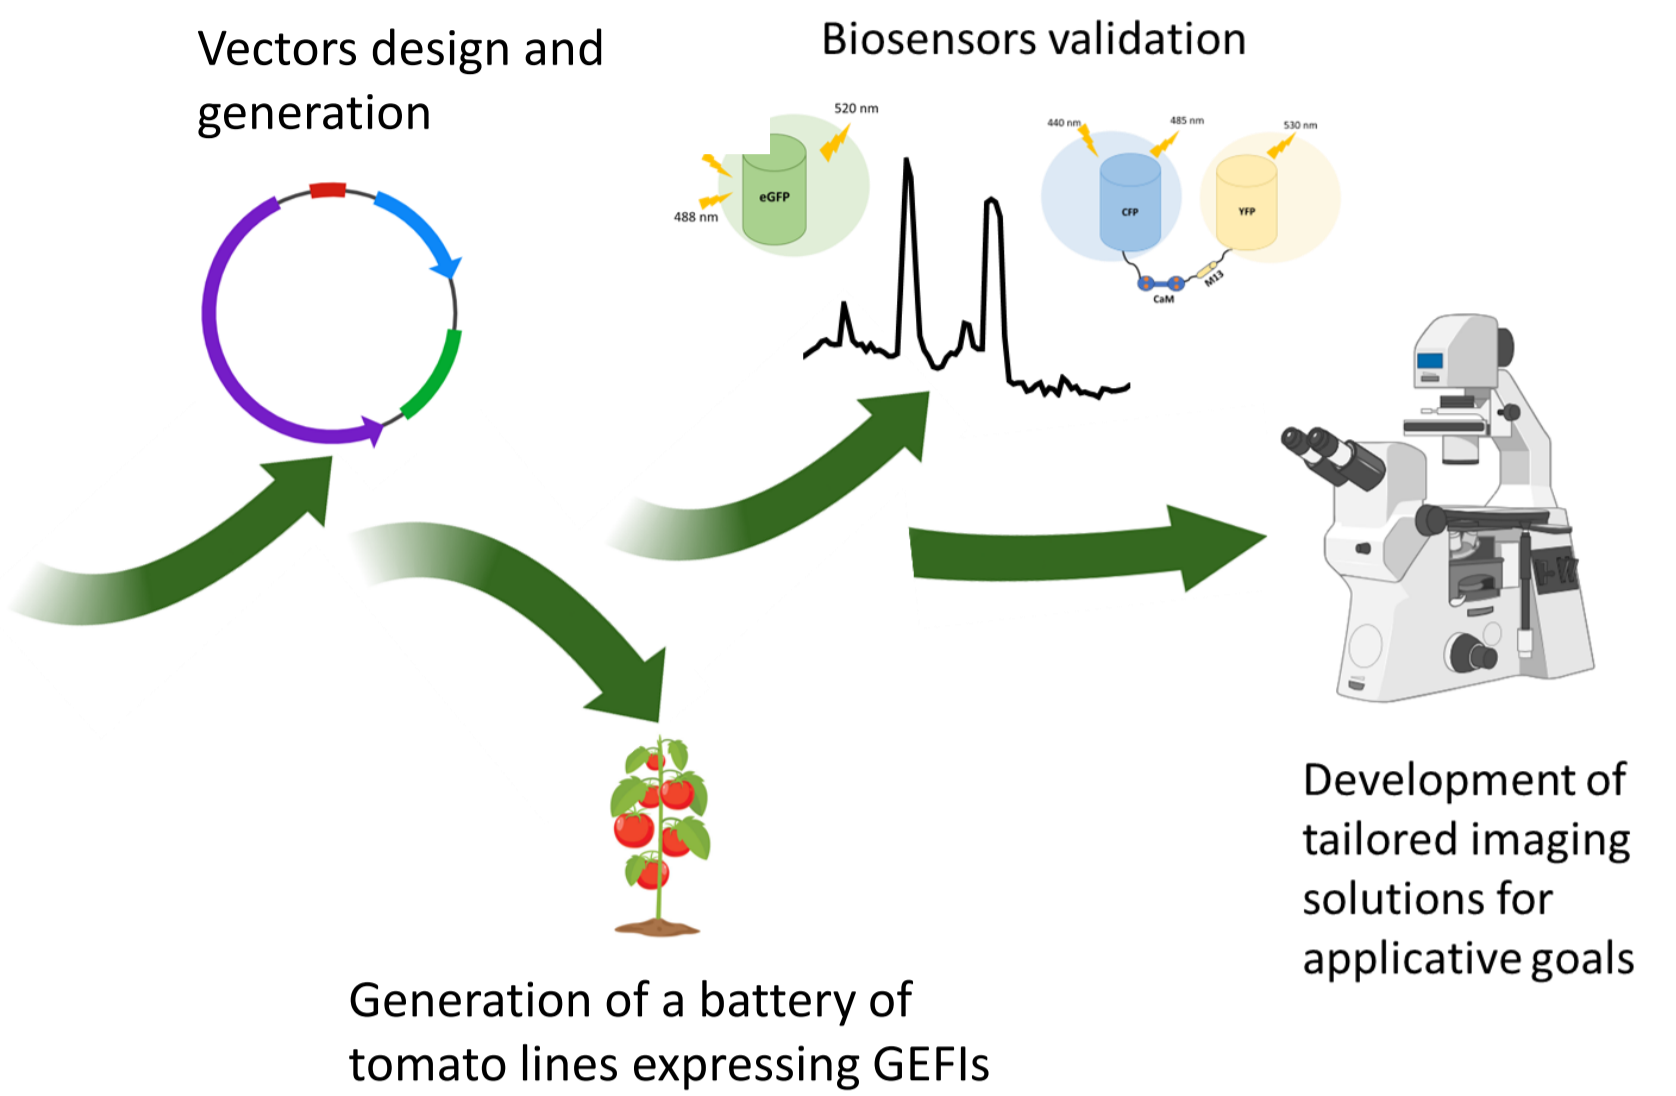 Vectors design and
generation
Biosensors validation
520 nm
488 nm
eGFP
440 nm
485 nm
530 nm
CFP
YFP
CaM
M13
Development of
tailored imaging
solutions for
applicative goals
Generation of a battery of
tomato lines expressing GEFIs